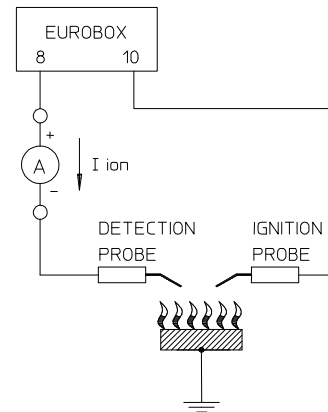 EUROBOX
8 10
+
A
I ion
-
DETECTION
PROBE
IGNITION
PROBE